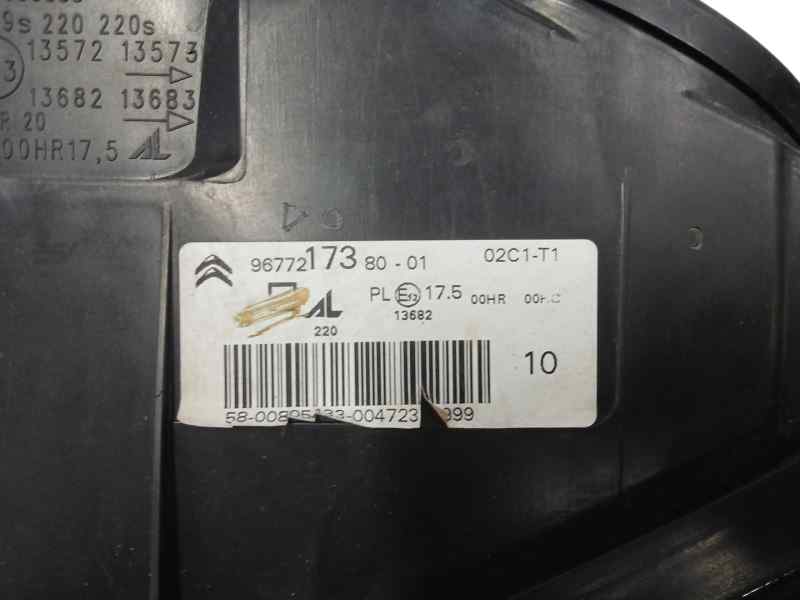 9s 220 220s
13572 13573
3
13682 13683
R 20
00HR17,5 AL
96772 173 80 - 01 02C1-T1
AL PL E12 17.5 00HR
220 13682
10